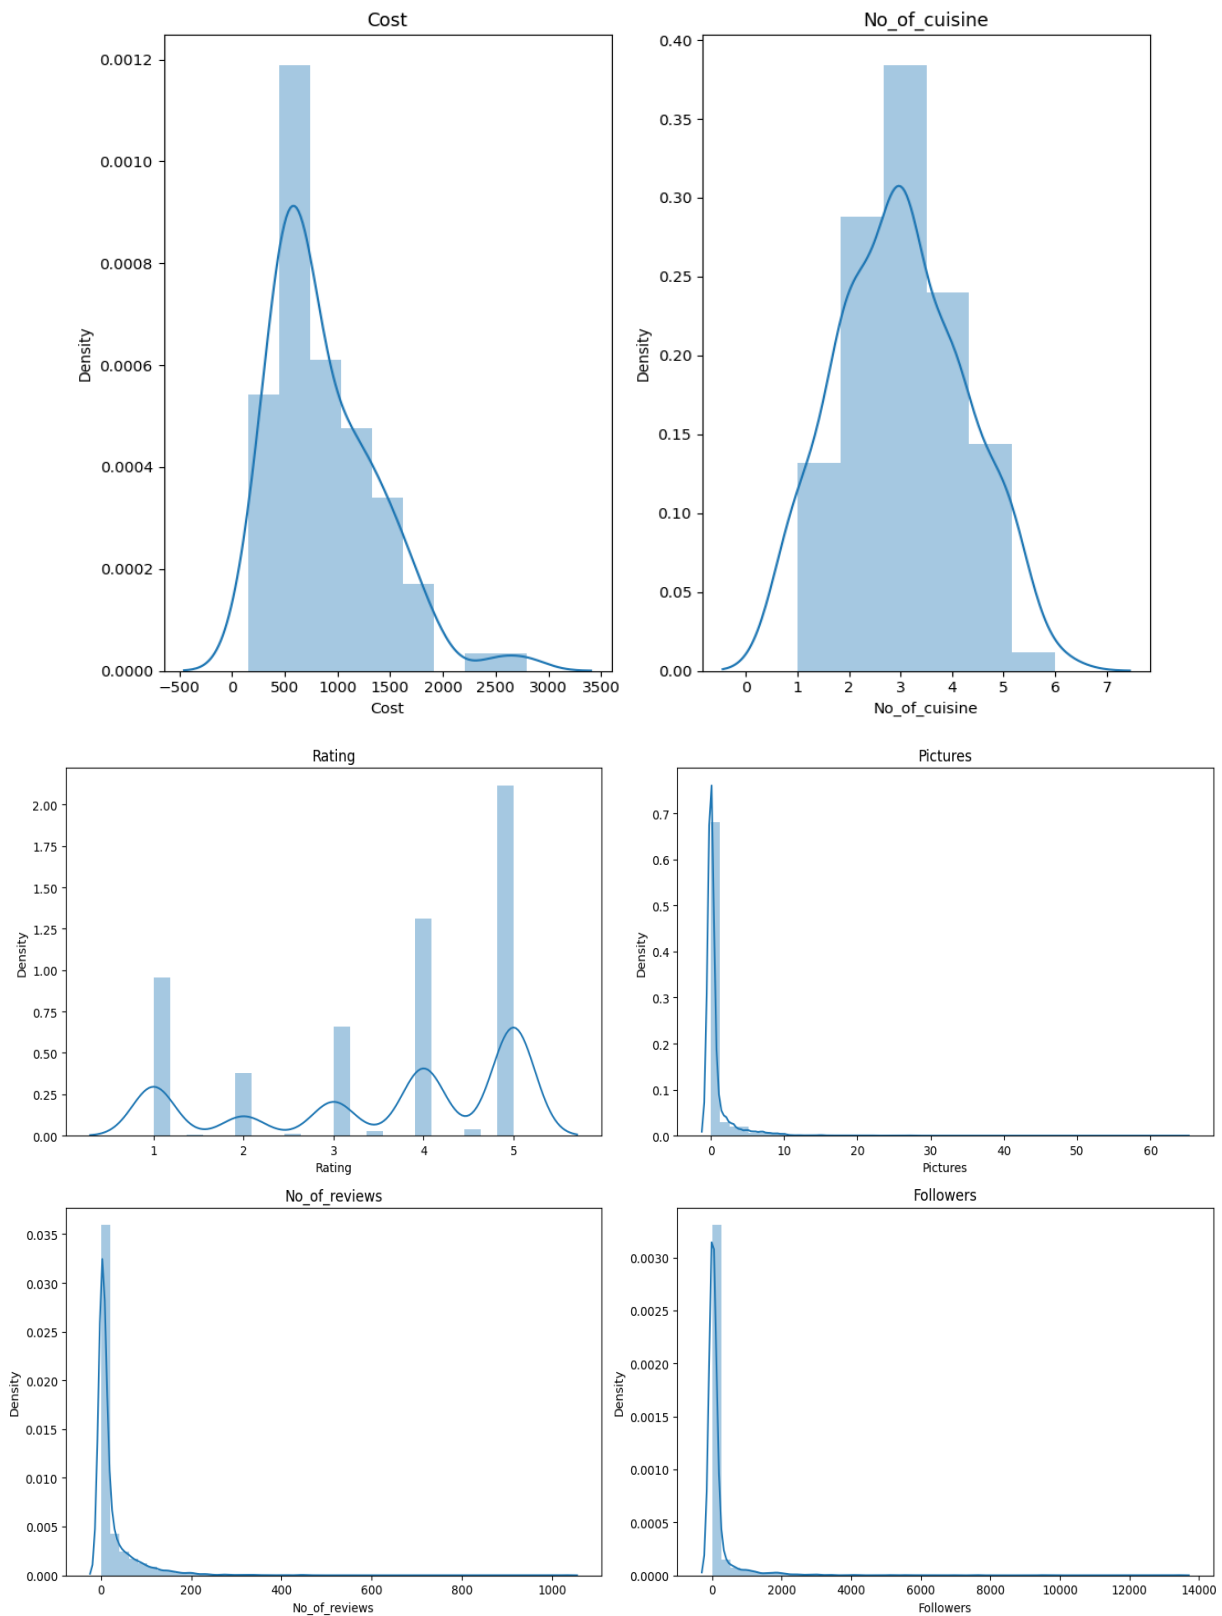 Cost
No_of_cuisine
0.0012
0.0010
0.0008
0.0006
0.0004
0.0002
0.0000
Density
−500 0 500 1000 1500 2000 2500 3000 3500
Cost
0.40
0.35
0.30
0.25
0.20
0.15
0.10
0.05
0.00
Density
0 1 2 3 4 5 6 7
No_of_cuisine
Rating
2.00
1.75
1.50
1.25
1.00
0.75
0.50
0.25
0.00
Density
1 2 3 4 5
Rating
Pictures
0.7
0.6
0.5
0.4
0.3
0.2
0.1
0.0
Density
0 10 20 30 40 50 60
Pictures
No_of_reviews
0.035
0.030
0.025
0.020
0.015
0.010
0.005
0.000
Density
0 200 400 600 800 1000
No_of_reviews
Followers
0.0030
0.0025
0.0020
0.0015
0.0010
0.0005
0.0000
Density
0 2000 4000 6000 8000 10000 12000 14000
Followers